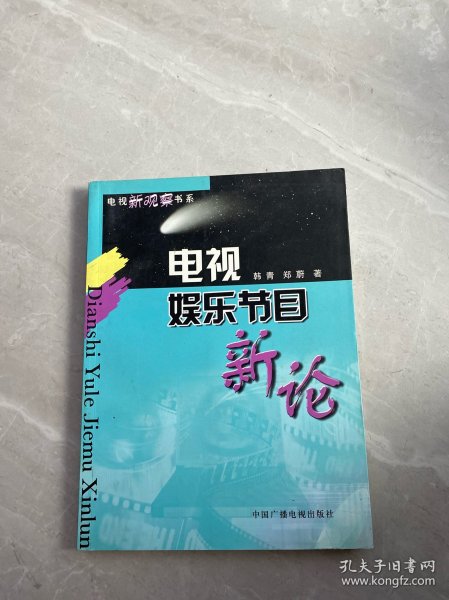 电视新观察书系
电视
韩青 郑蔚 著
娱乐节目
新论
Dianshi Yule Jiemu Xinlun
中国广播电视出版社
孔夫子旧书网
www.kongfz.com